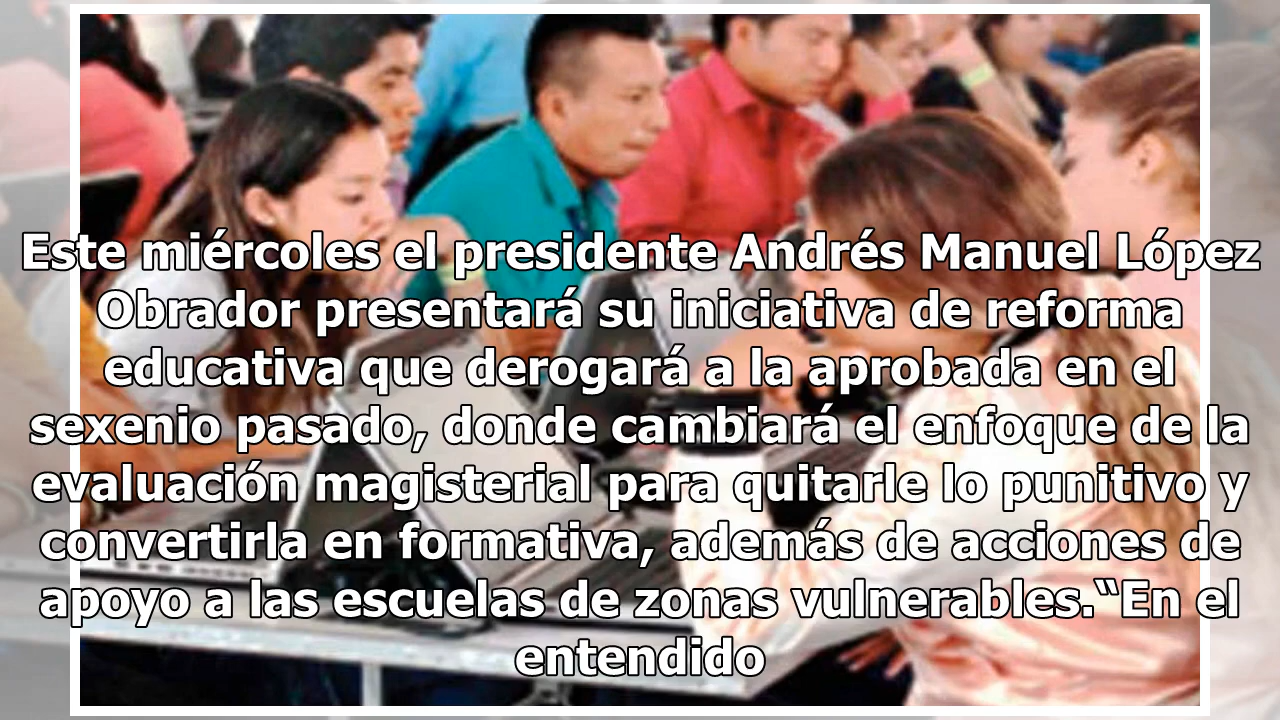 Este miércoles el presidente Andrés Manuel López
Obrador presentará su iniciativa de reforma
educativa que derogará a la aprobada en el
sexenio pasado, donde cambiará el enfoque de la
evaluación magisterial para quitarle lo punitivo y
convertirla en formativa, además de acciones de
apoyo a las escuelas de zonas vulnerables.“En el
entendido